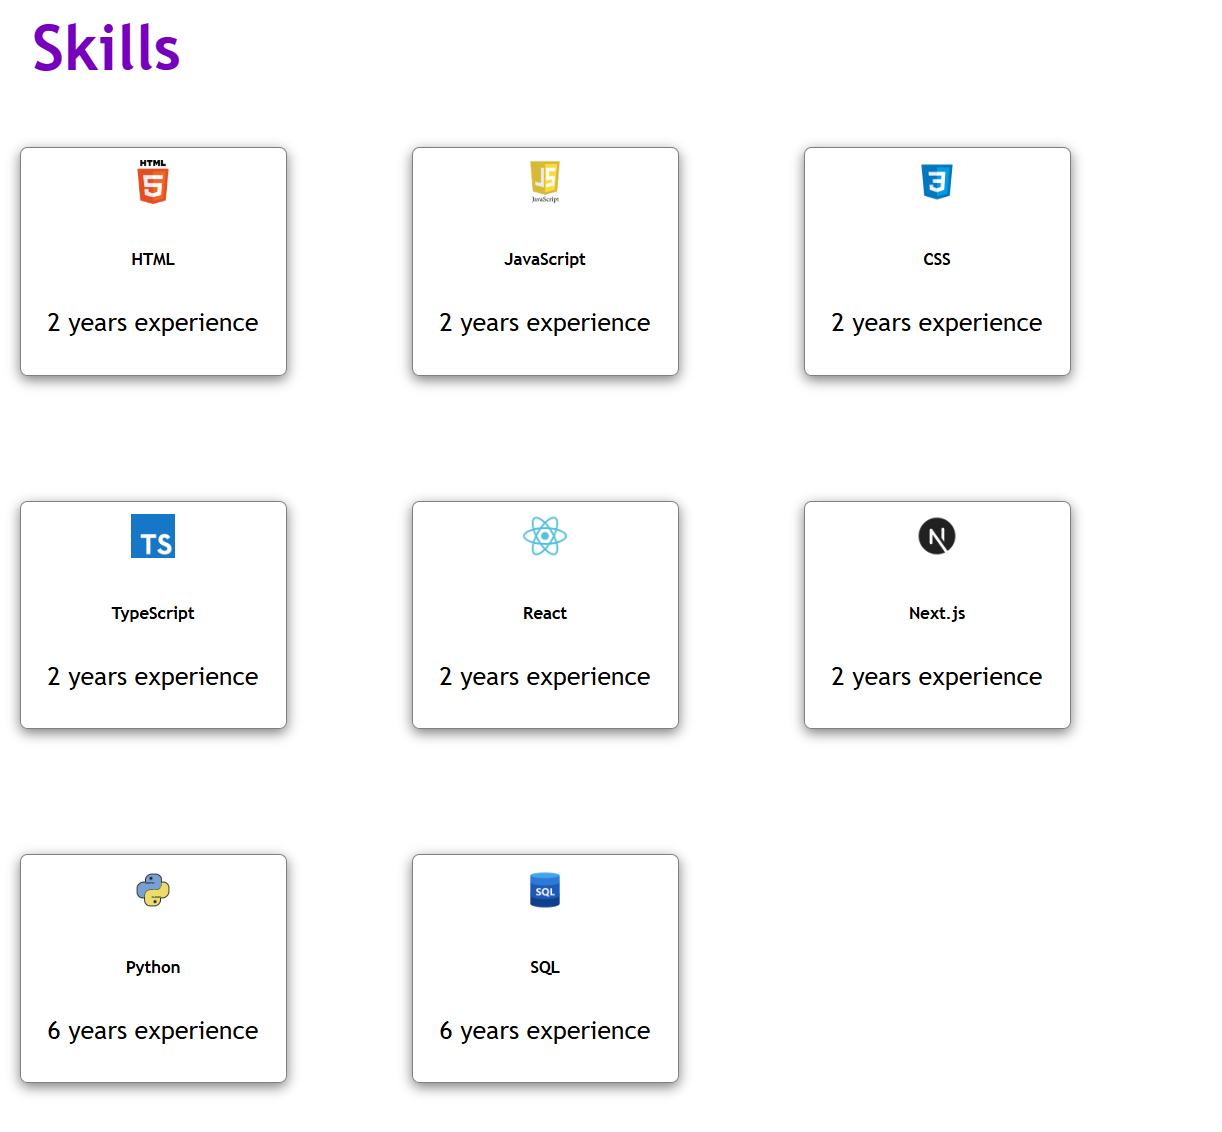 Skills
HTML
5
HTML
2 years experience
JS
JavaScript
JavaScript
2 years experience
3
CSS
2 years experience
TS
TypeScript
2 years experience
React
2 years experience
N
Next.js
2 years experience
Python
6 years experience
SQL
SQL
6 years experience